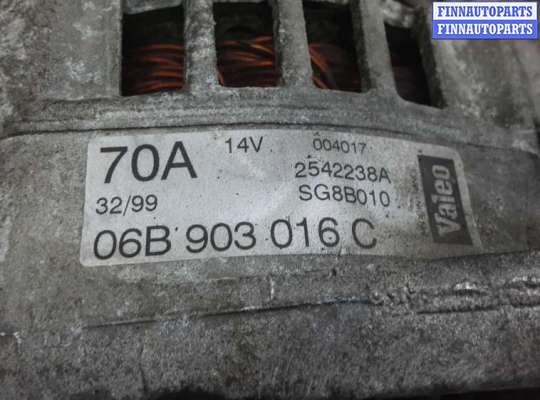 FINNAUTOPARTS
FINNAUTOPARTS
70A 14V 004017
2542238A
32/99 SG8B010
06B 903 016 C
Valeo